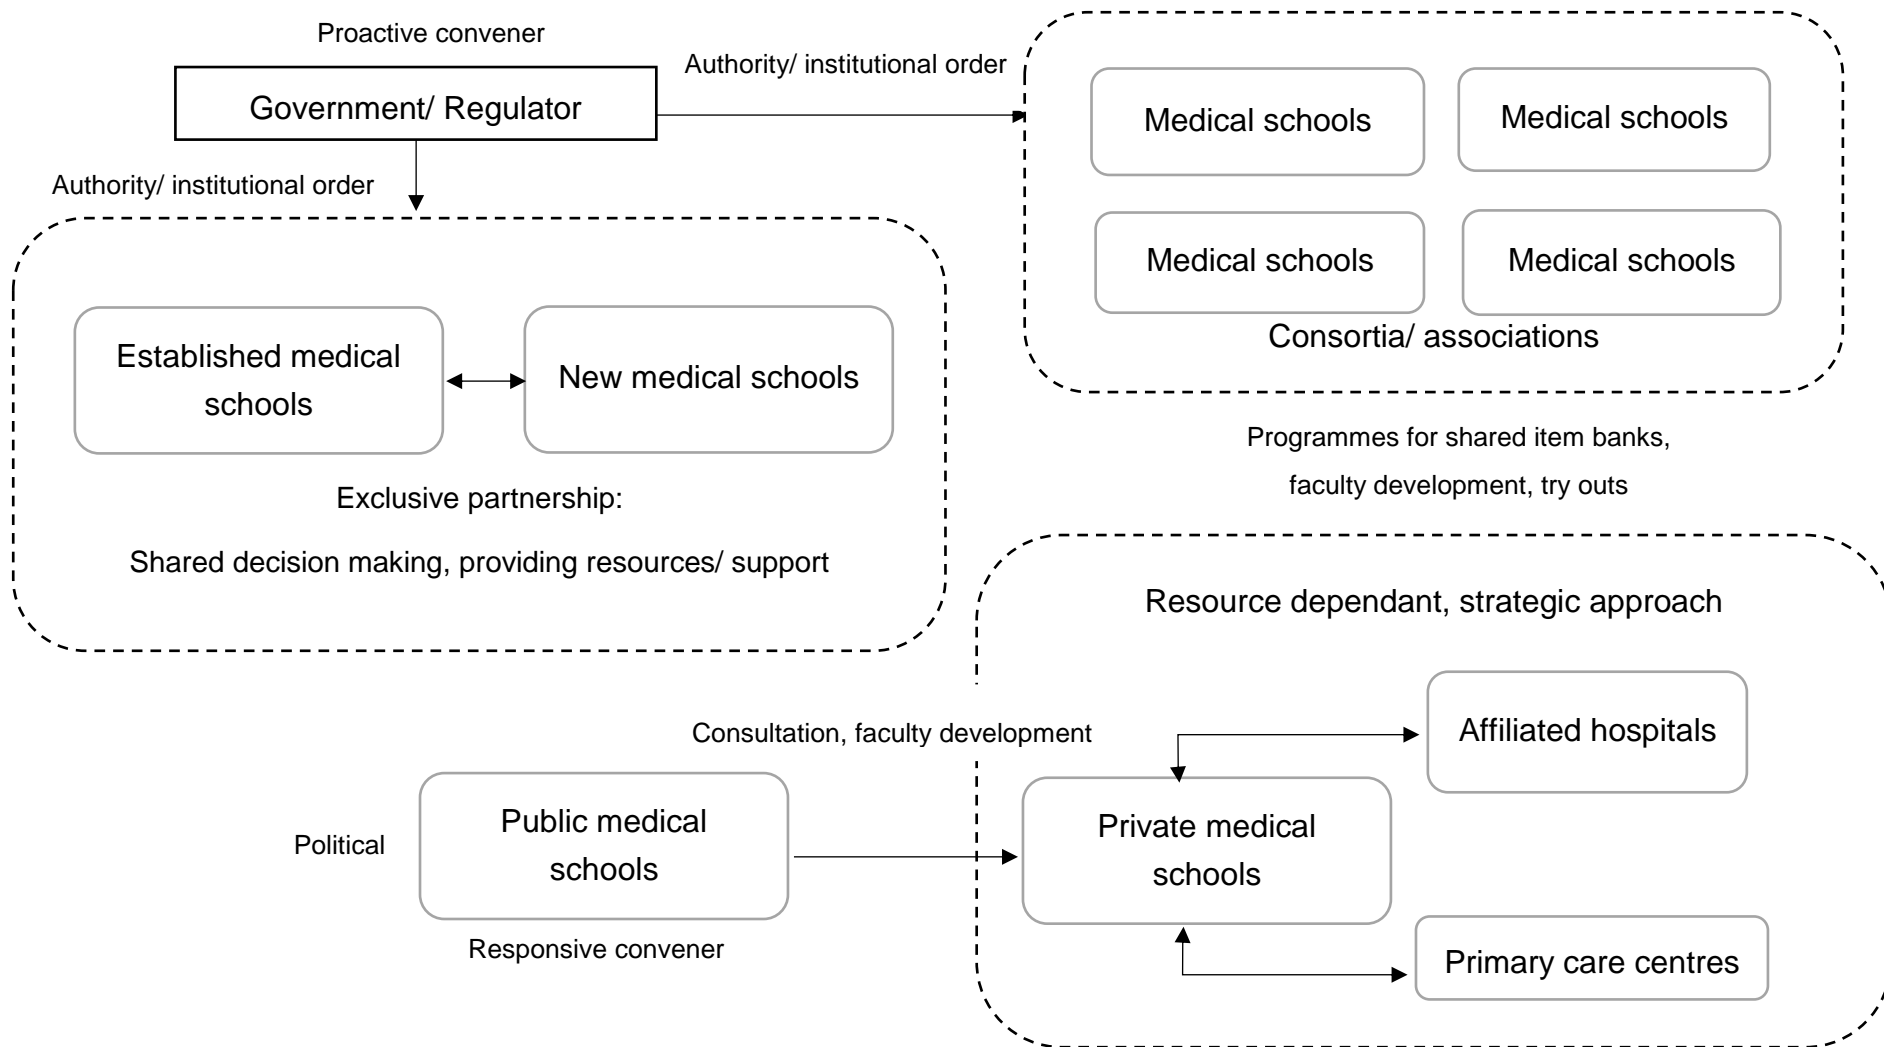 Proactive convener
Government/ Regulator
Authority/ institutional order
Authority/ institutional order
Medical schools
Medical schools
Medical schools
Medical schools
Consortia/ associations
Programmes for shared item banks,
faculty development, try outs
Established medical
schools
New medical schools
Exclusive partnership:
Shared decision making, providing resources/ support
Resource dependant, strategic approach
Affiliated hospitals
Consultation, faculty development
Political
Public medical
schools
Responsive convener
Private medical
schools
Primary care centres